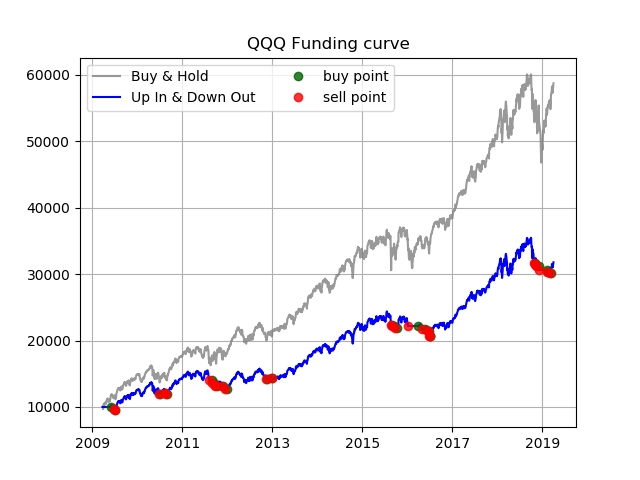 QQQ Funding curve
Buy & Hold
Up In & Down Out
buy point
sell point
60000
50000
40000
30000
20000
10000
2009 2011 2013 2015 2017 2019